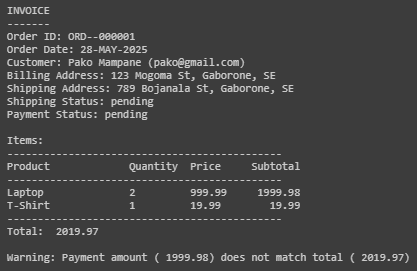 INVOICE
-------
Order ID: ORD--000001
Order Date: 28-MAY-2025
Customer: Pako Mampane (pako@gmail.com)
Billing Address: 123 Mogoma St, Gaborone, SE
Shipping Address: 789 Bojanala St, Gaborone, SE
Shipping Status: pending
Payment Status: pending

Items:
-------------------------------------------
Product            Quantity  Price     Subtotal
-------------------------------------------
Laptop             2         999.99     1999.98
T-Shirt            1         19.99        19.99
-------------------------------------------
Total:  2019.97

Warning: Payment amount ( 1999.98) does not match total ( 2019.97)